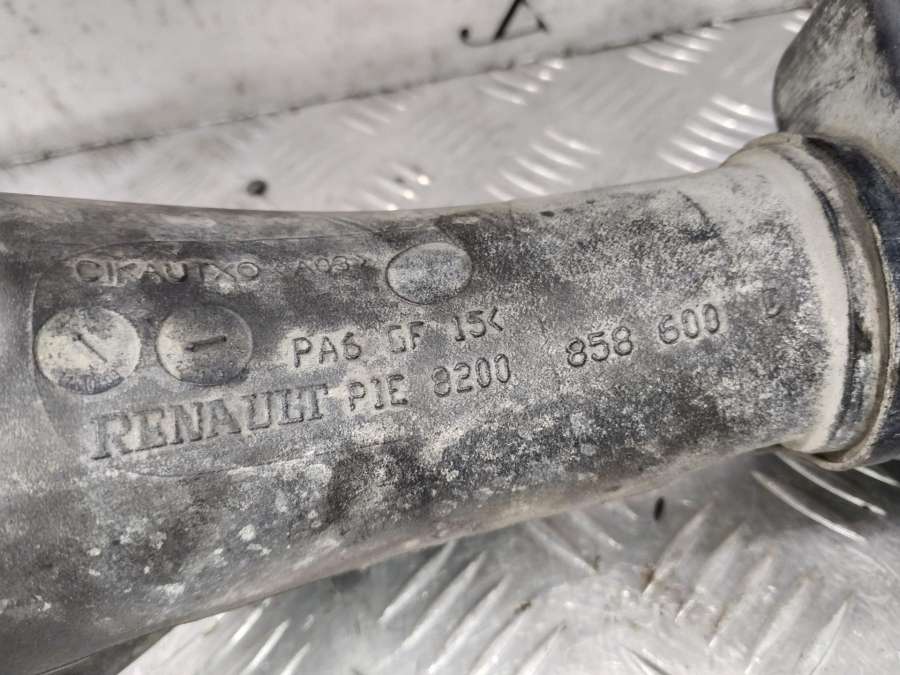 CIKAUTXO
PA6 GF 15<
RENAULT PIE 8200 858 600